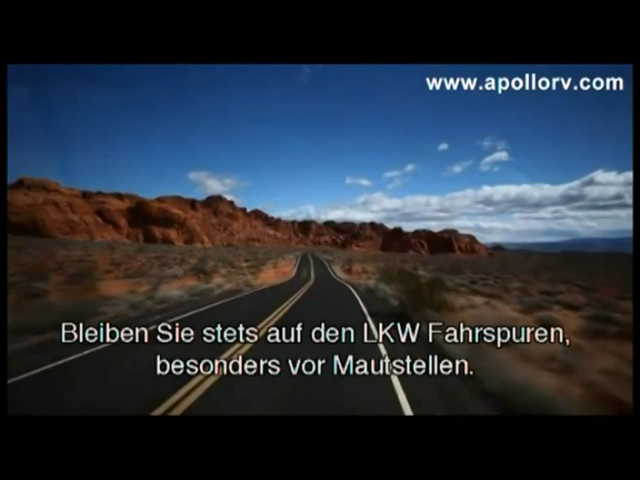 www.apollorv.com
Bleiben Sie stets auf den LKW Fahrspuren,
besonders vor Mautstellen.